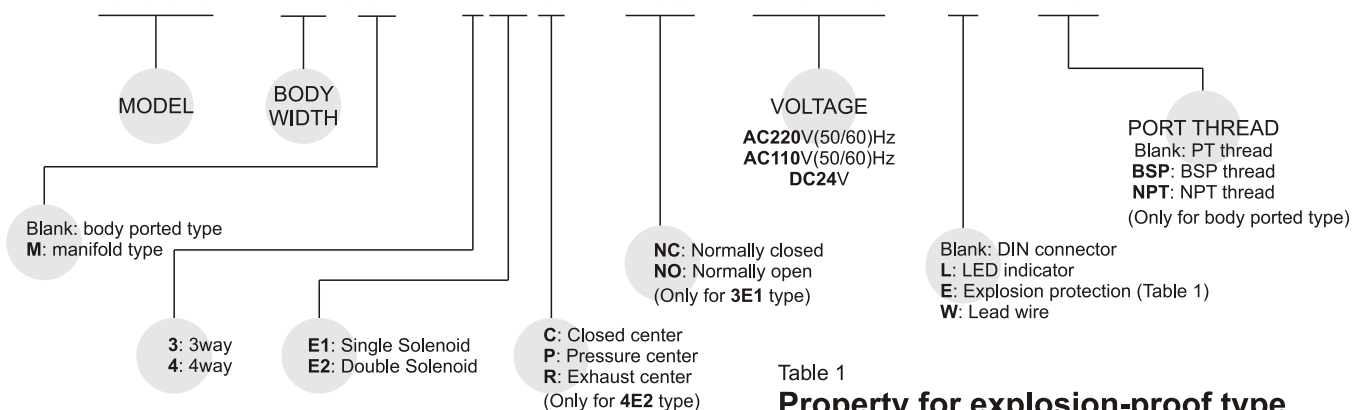 MODEL
BODY
WIDTH
VOLTAGE
AC220V(50/60)Hz
AC110V(50/60)Hz
DC24V
PORT THREAD
Blank: PT thread
BSP: BSP thread
NPT: NPT thread
(Only for body ported type)
Blank: body ported type
M: manifold type
NC: Normally closed
NO: Normally open
(Only for 3E1 type)
Blank: DIN connector
L: LED indicator
E: Explosion protection (Table 1)
W: Lead wire
3: 3way
4: 4way
E1: Single Solenoid
E2: Double Solenoid
C: Closed center
P: Pressure center
R: Exhaust center
(Only for 4E2 type)
Table 1
Property for explosion-proof type